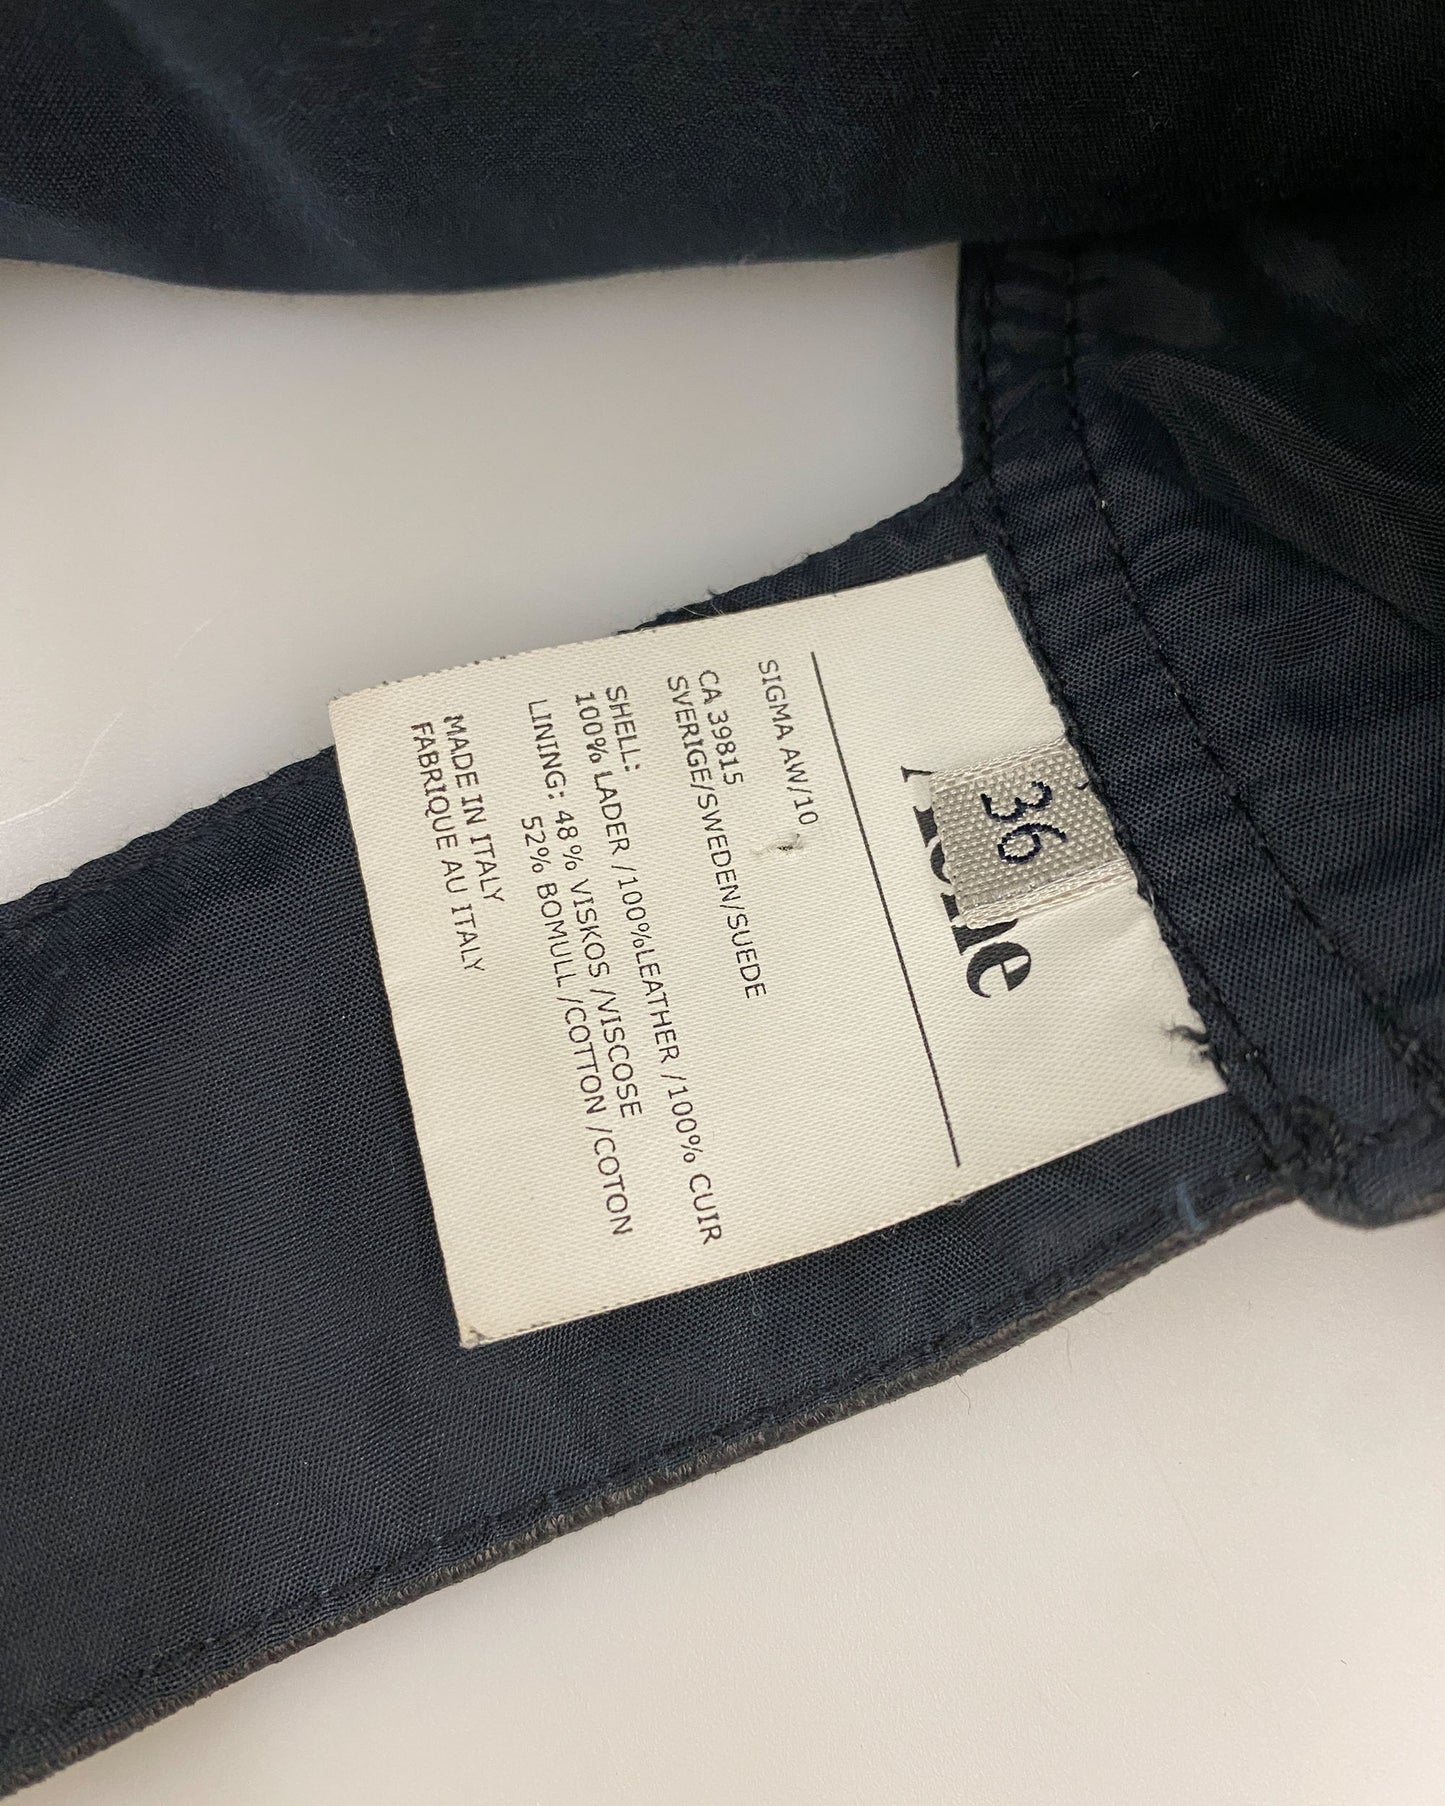 36
SIGMA AW/10
CA 39815
SVERIGE/SWEDEN/SUEDE
SHELL:
100% LADER /100%LEATHER /100% CUIR
LINING: 48% VISKOS /VISCOSE
52% BOMULL /COTTON /COTON
MADE IN ITALY
FABRIQUE AU ITALY